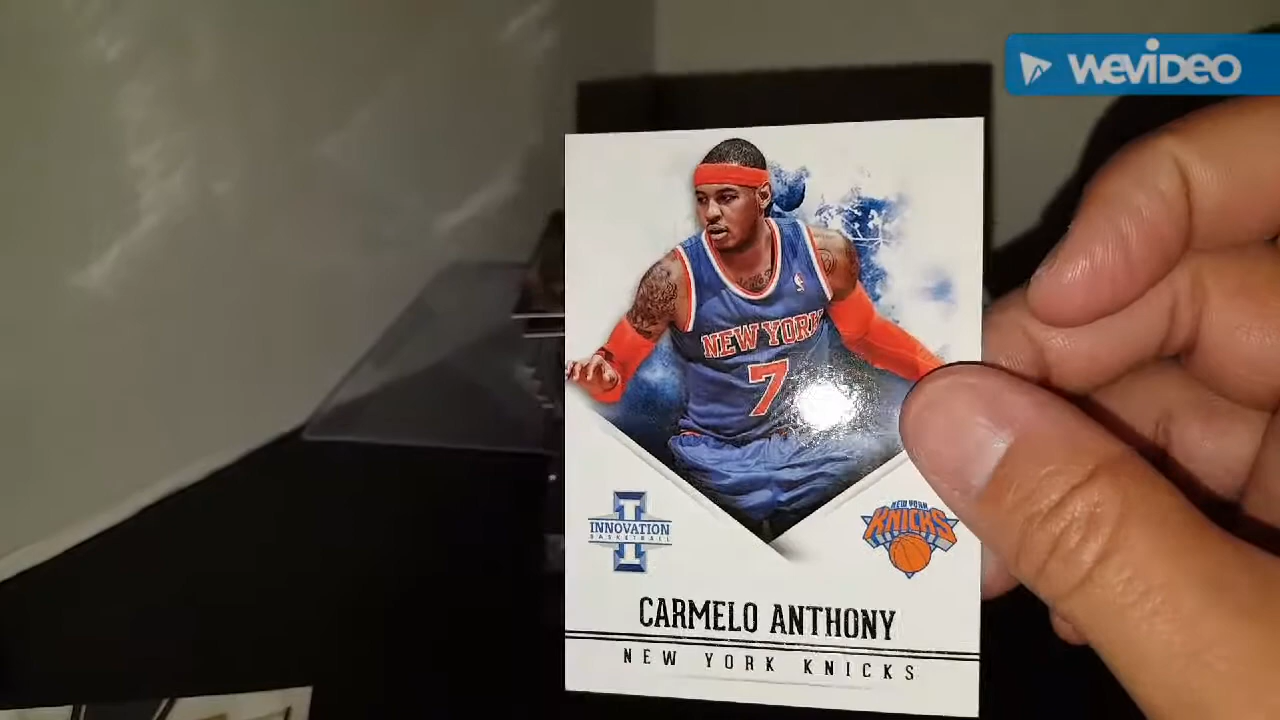 WEVIDEO
NEW YORK
7
INNOVATION
BASKETBALL
NEW YORK
KNICKS
CARMELO ANTHONY
NEW YORK KNICKS